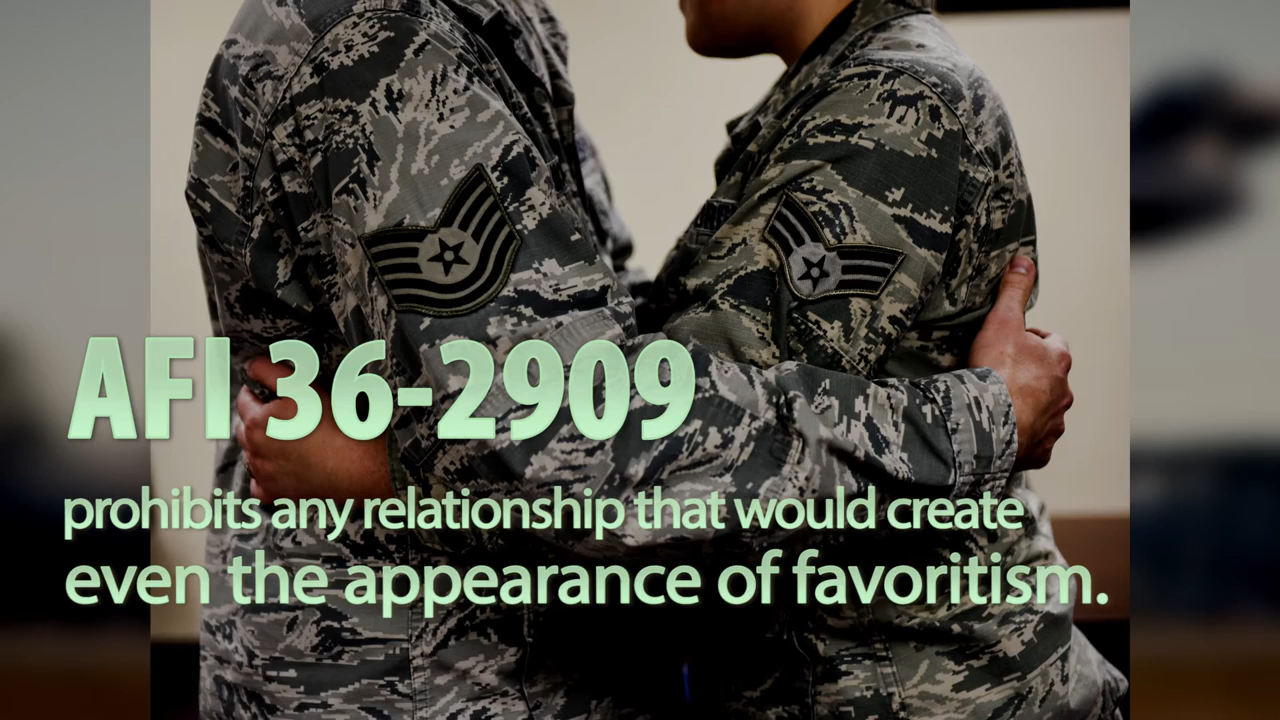 AFI 36-2909
prohibits any relationship that would create
even the appearance of favoritism.